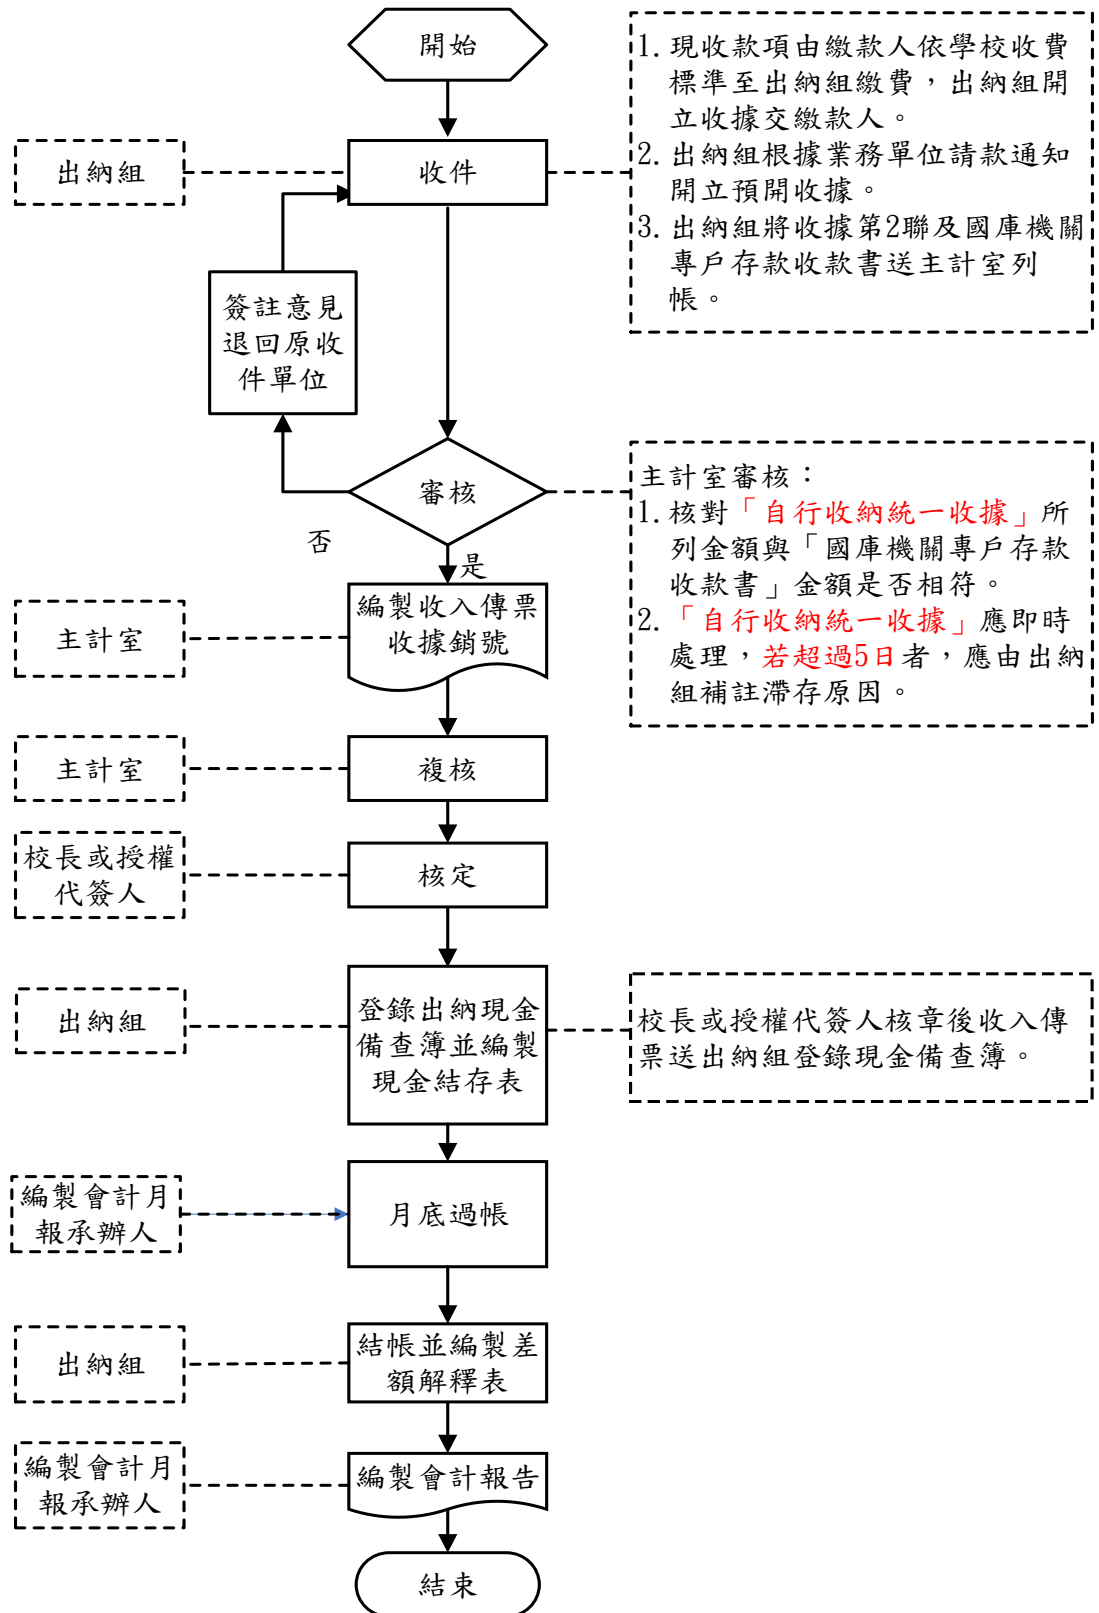 開始
1. 現收款項由繳款人依學校收費
標準至出納組繳費，出納組開
立收據交繳款人。
2. 出納組根據業務單位請款通知
開立預開收據。
3. 出納組將收據第2聯及國庫機關
專戶存款收款書送主計室列
帳。
出納組
收件
簽註意見
退回原收
件單位
審核
否
是
主計室審核：
1. 核對「自行收納統一收據」所
列金額與「國庫機關專戶存款
收款書」金額是否相符。
2. 「自行收納統一收據」應即時
處理，若超過5日者，應由出納
組補註滯存原因。
主計室
編製收入傳票
收據銷號
主計室
複核
校長或授權
代簽人
核定
出納組
登錄出納現金
備查簿並編製
現金結存表
校長或授權代簽人核章後收入傳
票送出納組登錄現金備查簿。
編製會計月
報承辦人
月底過帳
出納組
結帳並編製差
額解釋表
編製會計月
報承辦人
編製會計報告
結束